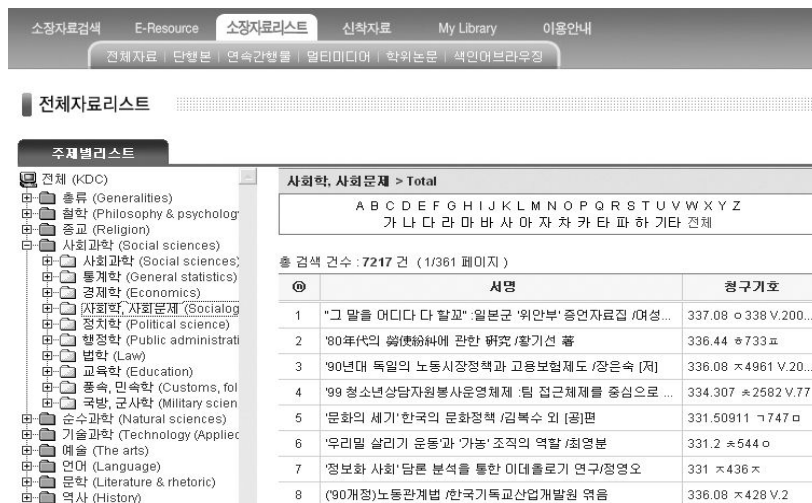 소장자료검색 E-Resource 소장자료리스트 신착자료 My Library 이용안내
전체자료 | 단행본 | 연속간행물 | 멀티미디어 | 학위논문 | 색인어브라우징
전체자료리스트
주제별리스트
전체 (KDC)
총류 (Generalities)
철학 (Philosophy & psycholog
종교 (Religion)
사회과학 (Social sciences)
사회과학 (Social sciences;
통계학 (General statistics)
경제학 (Economics)
사회학, 사회문제 (Socialog
정치학 (Political science)
행정학 (Public administrati
법학 (Law)
교육학 (Education)
풍속, 민속학 (Customs, fol
국방, 군사학 (Military scien
순수과학 (Natural sciences)
기술과학 (Technology (Applied
예술 (The arts)
언어 (Language)
문학 (Literature & rhetoric)
역사 (History)
사회학, 사회문제 > Total
A B C D E F G H I J K L M N O P Q R S T U V W X Y Z
가 나 다 라 마 바 사 아 자 차 카 타 파 하 기타 전체
총 검색 건수 : 7217 건 (1/361 페이지)
서명 청구기호
1 "그 말을 어디다 다 할꼬" :일본군 '위안부' 증언자료집 /여성... 337.08 ㅇ338 V.200...
2 '80年代의 勞使紛糾에 관한 硏究 /황기선 著 336.44 ㅎ733ㅍ
3 '90년대 독일의 노동시장정책과 고용보험제도 /장은숙 [저] 336.08 ㅈ4961 V.20...
4 '99 청소년상담자원봉사운영체제 :팀 접근체제를 중심으로 ... 334.307 ㅊ2582 V.77
5 '문화의 세기' 한국의 문화정책 /김복수 외 [공]편 331.50911 ㄱ747ㅁ
6 '우리밀 살리기 운동'과 '가농' 조직의 역할 /최영분 331.2 ㅊ544ㅇ
7 '정보화 사회' 담론 분석을 통한 이데올로기 연구/정영오 331 ㅈ436ㅈ
8 ('90개정)노동관계법 /한국기독교산업개발원 엮음 336.08 ㅈ428 V.2